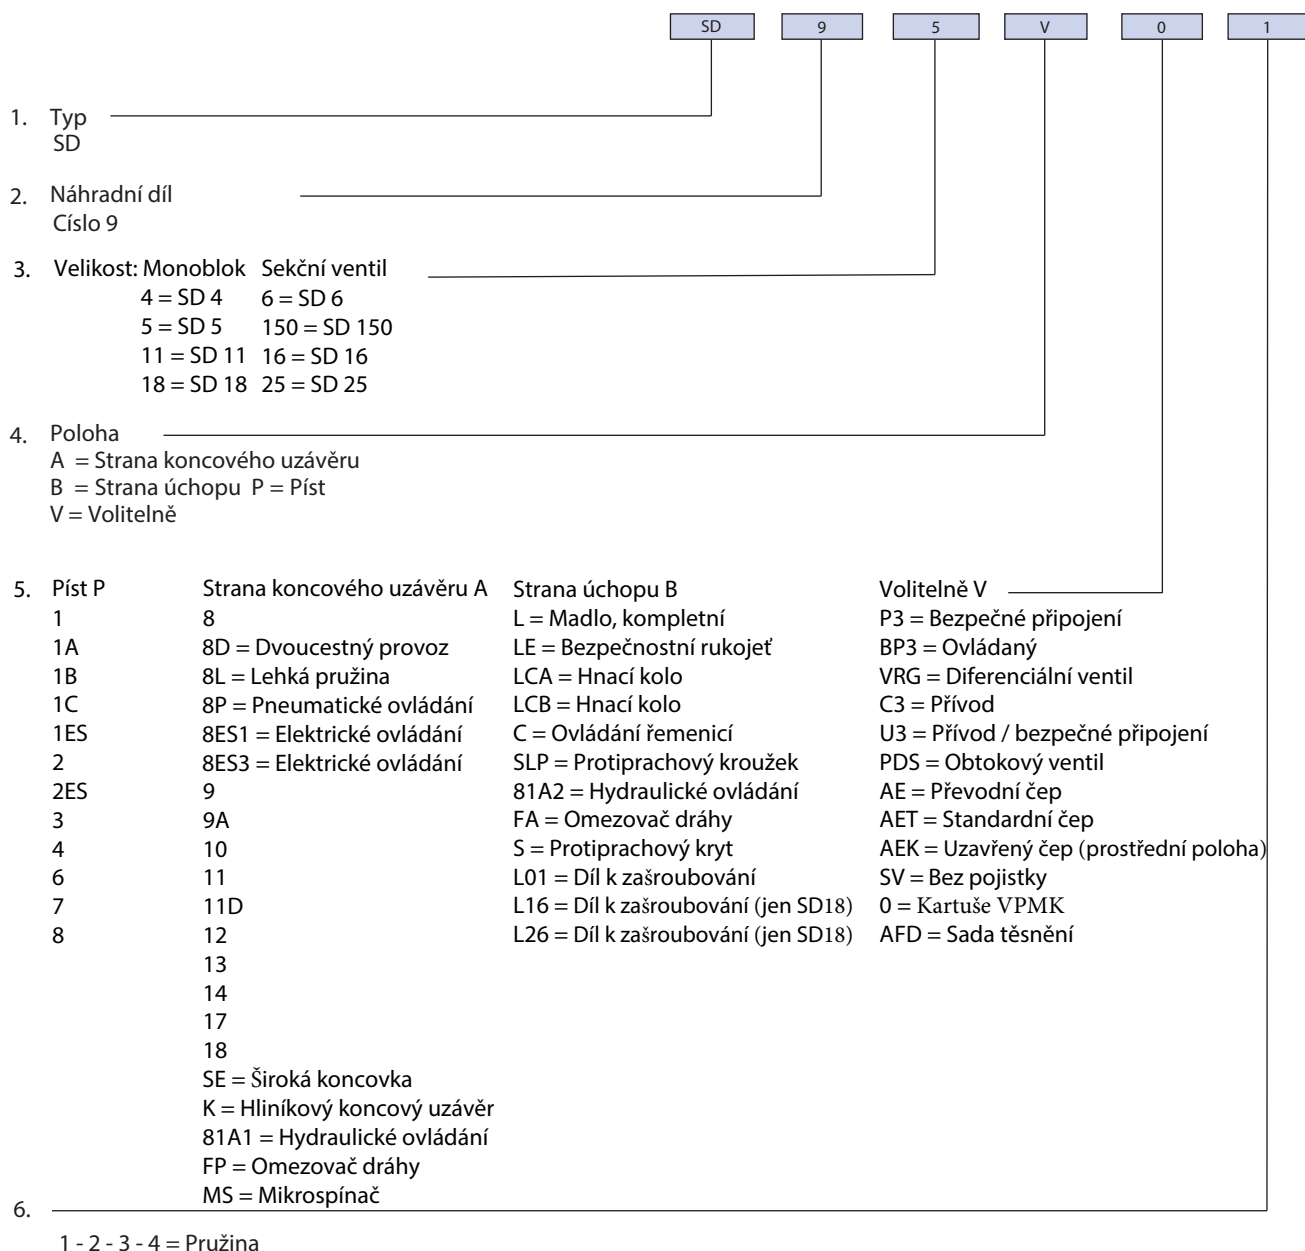 SD 9 5 V 0 1
1. Typ
SD
2. Náhradní díl
Císlo 9
3. Velikost: Monoblok Sekční ventil
4 = SD 4 6 = SD 6
5 = SD 5 150 = SD 150
11 = SD 11 16 = SD 16
18 = SD 18 25 = SD 25
4. Poloha
A = Strana koncového uzávěru
B = Strana úchopu P = Píst
V = Volitelně
5. Píst P Strana koncového uzávěru A Strana úchopu B Volitelně V
1 8 L = Madlo, kompletní P3 = Bezpečné připojení
1A 8D = Dvoucestný provoz LE = Bezpečnostní rukojeť BP3 = Ovládaný
1B 8L = Lehká pružina LCA = Hnací kolo VRG = Diferenciální ventil
1C 8P = Pneumatické ovládání LCB = Hnací kolo C3 = Přívod
1ES 8ES1 = Elektrické ovládání C = Ovládání řemenicí U3 = Přívod / bezpečné připojení
2 8ES3 = Elektrické ovládání SLP = Protiprachový kroužek PDS = Obtokový ventil
2ES 9 81A2 = Hydraulické ovládání AE = Převodní čep
3 9A FA = Omezovač dráhy AET = Standardní čep
4 10 S = Protiprachový kryt AEK = Uzavřený čep (prostřední poloha)
6 11 L01 = Díl k zašroubování SV = Bez pojistky
7 11D L16 = Díl k zašroubování (jen SD18) 0 = Kartuše VPMK
8 12 L26 = Díl k zašroubování (jen SD18) AFD = Sada těsnění
13
14
17
18
SE = Široká koncovka
K = Hliníkový koncový uzávěr
81A1 = Hydraulické ovládání
FP = Omezovač dráhy
MS = Mikrospínač
6.
1 - 2 - 3 - 4 = Pružina